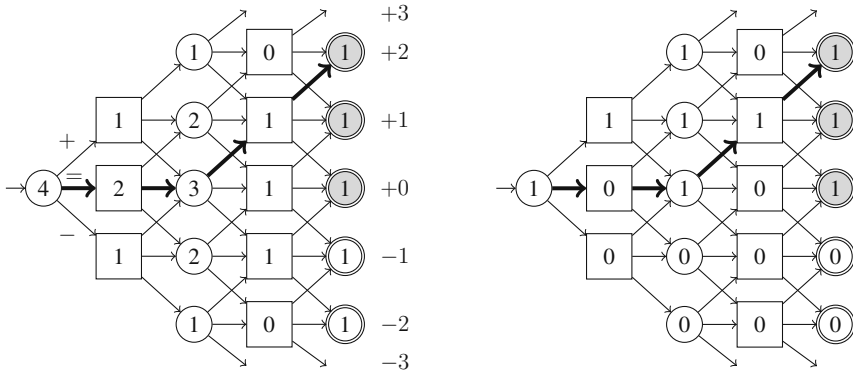 +3
1 0 1 +2 1 0 1
1 2 1 1 +1 1 1 1 1
+
4 = 2 3 1 1 +0 1 0 1 0 1
−
1 2 1 1 −1 0 0 0 0
1 0 1 −2 0 0 0
−3